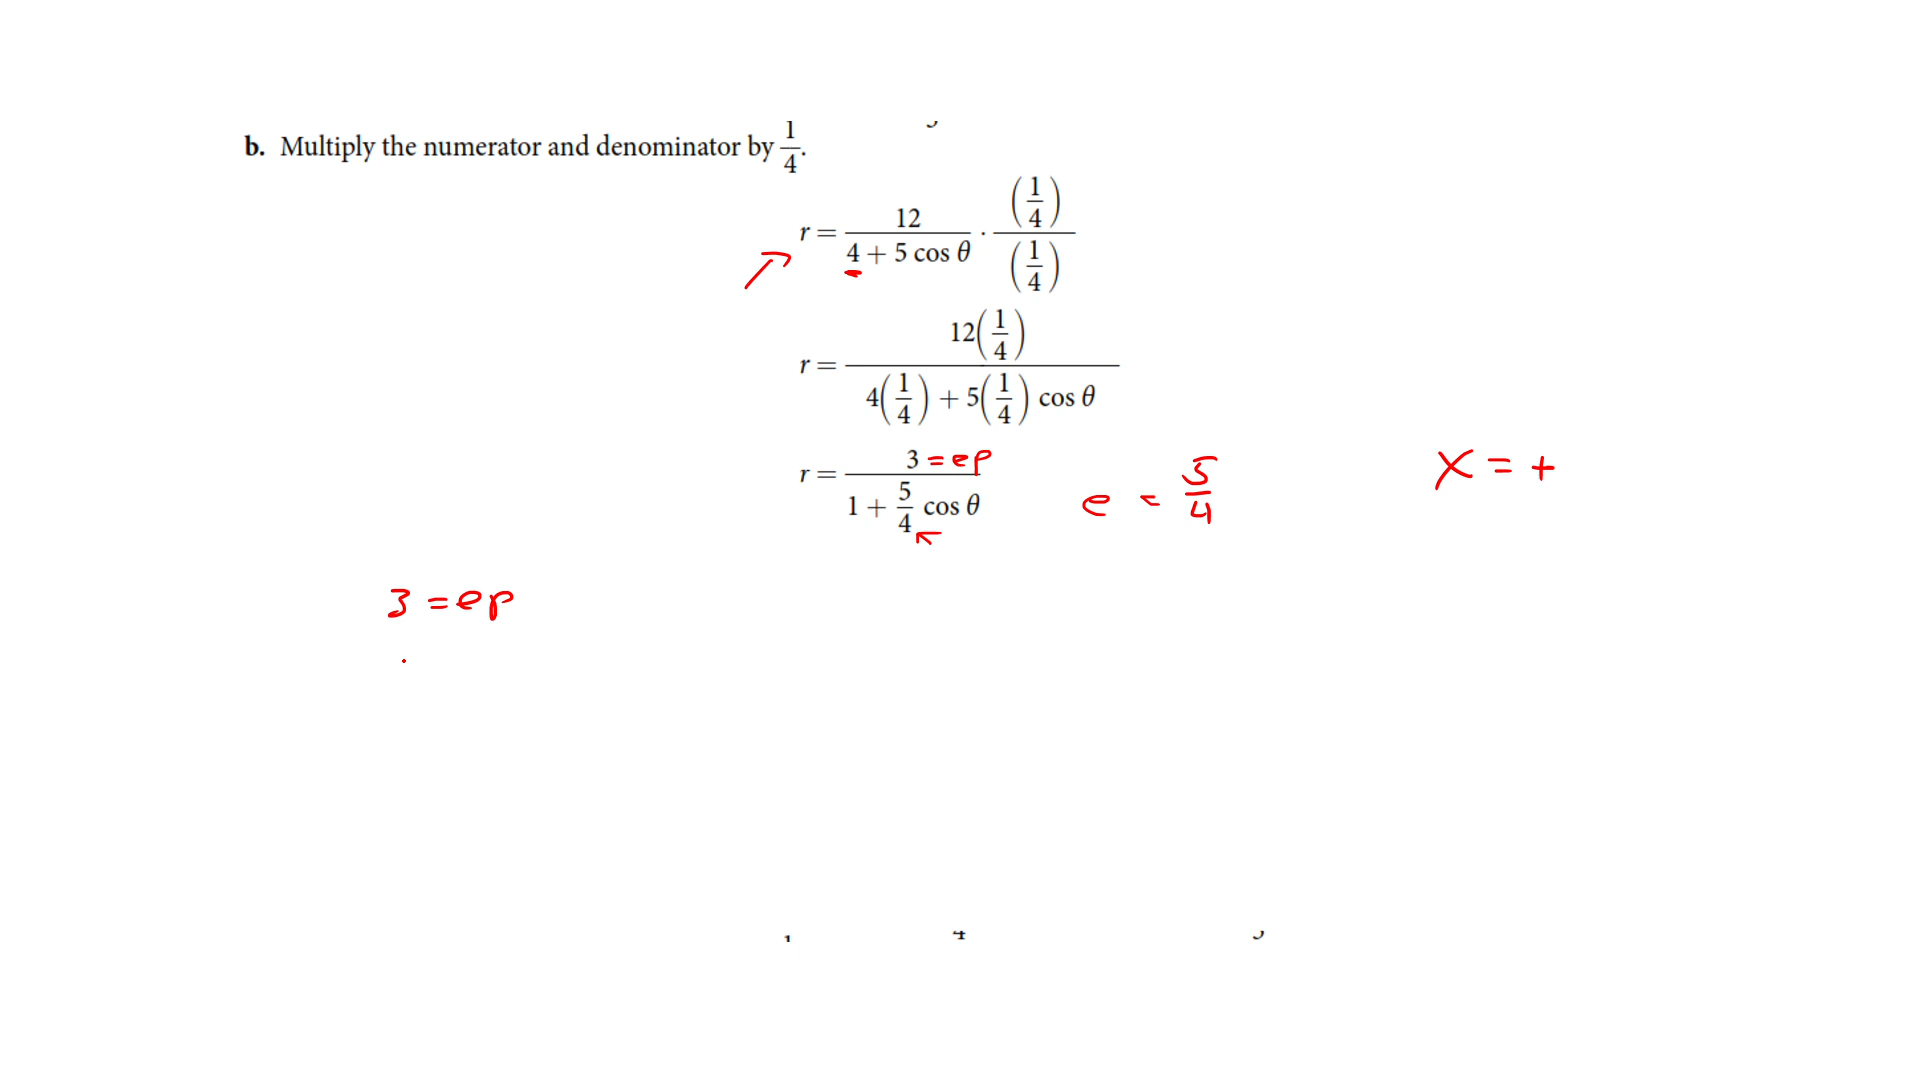 b. Multiply the numerator and denominator by 1/4.
r = 12/(4 + 5 cos θ) · (1/4)/(1/4)
r = 12(1/4)/(4(1/4) + 5(1/4) cos θ)
r = 3/(1 + 5/4 cos θ) = ep
e = 5/4
x = +
3 = ep